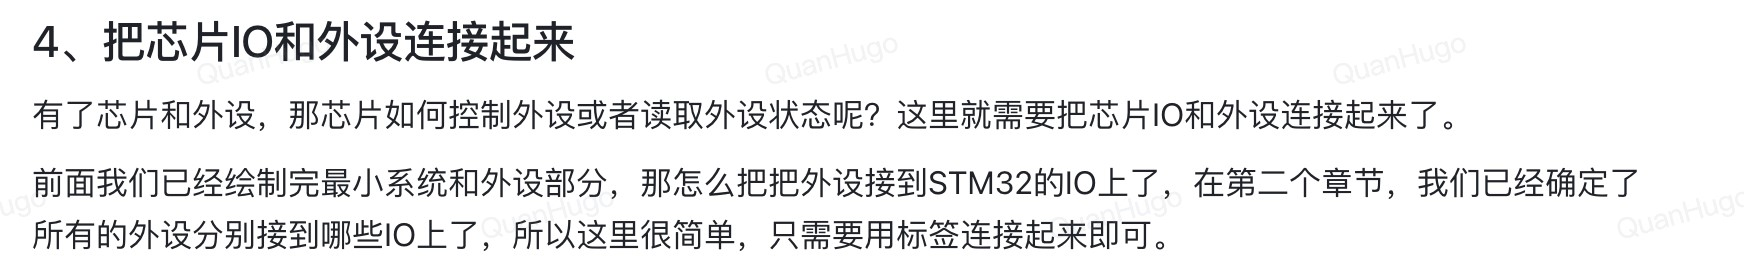 4、把芯片IO和外设连接起来
有了芯片和外设，那芯片如何控制外设或者读取外设状态呢？这里就需要把芯片IO和外设连接起来了。
前面我们已经绘制完最小系统和外设部分，那怎么把把外设接到STM32的IO上了，在第二个章节，我们已经确定了
所有的外设分别接到哪些IO上了，所以这里很简单，只需要用标签连接起来即可。
QuanHugo
QuanHugo
QuanHugo
ugo
QuanHugo
QuanHugo
QuanHugo